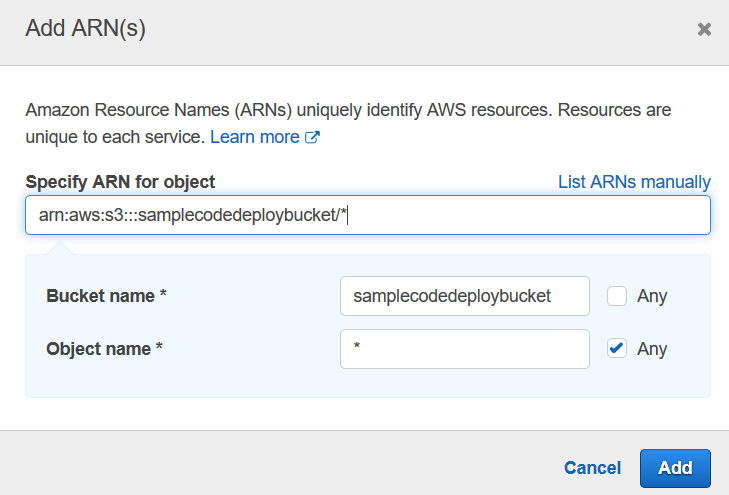 Add ARN(s)
Amazon Resource Names (ARNs) uniquely identify AWS resources. Resources are
unique to each service. Learn more
Specify ARN for object List ARNs manually
arn:aws:s3:::samplecodedeploybucket/*
Bucket name * samplecodedeploybucket Any
Object name * * Any
Cancel Add